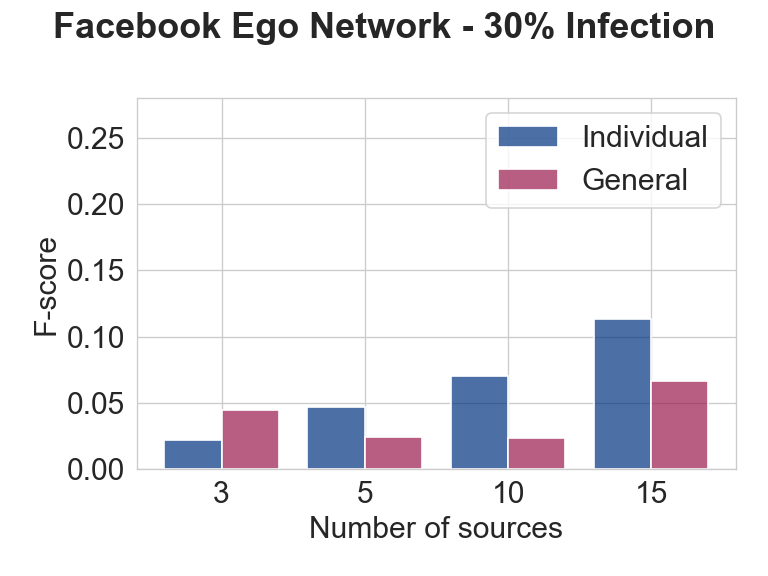 Facebook Ego Network - 30% Infection
Individual
General
0.25
0.20
0.15
0.10
0.05
0.00
F-score
3 5 10 15
Number of sources